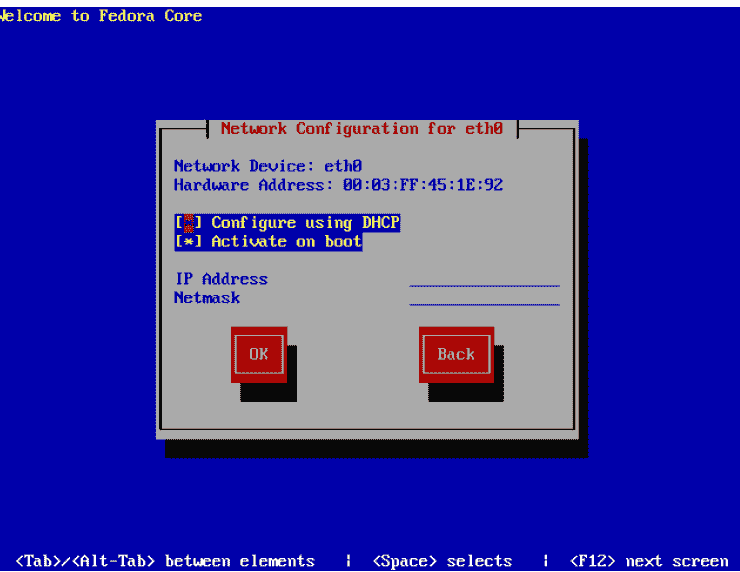 Welcome to Fedora Core
Network Configuration for eth0
Network Device: eth0
Hardware Address: 00:03:FF:45:1E:92
[ ] Configure using DHCP
[*] Activate on boot
IP Address
Netmask
OK Back
<Tab>/<Alt-Tab> between elements | <Space> selects | <F12> next screen